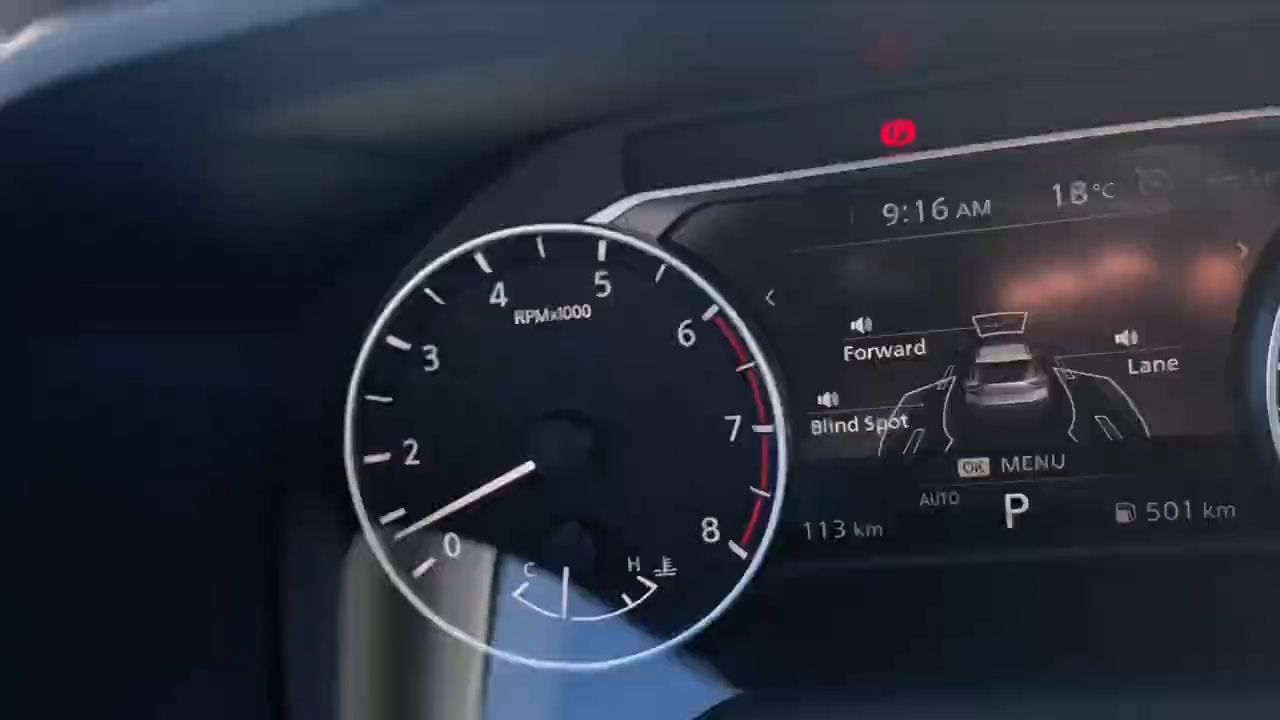 9:16 AM 18°C
4 5
RPMx1000
3 6
2 7
0 8
C H
Forward
Lane
Blind Spot
OK MENU
AUTO P
113 km 501 km